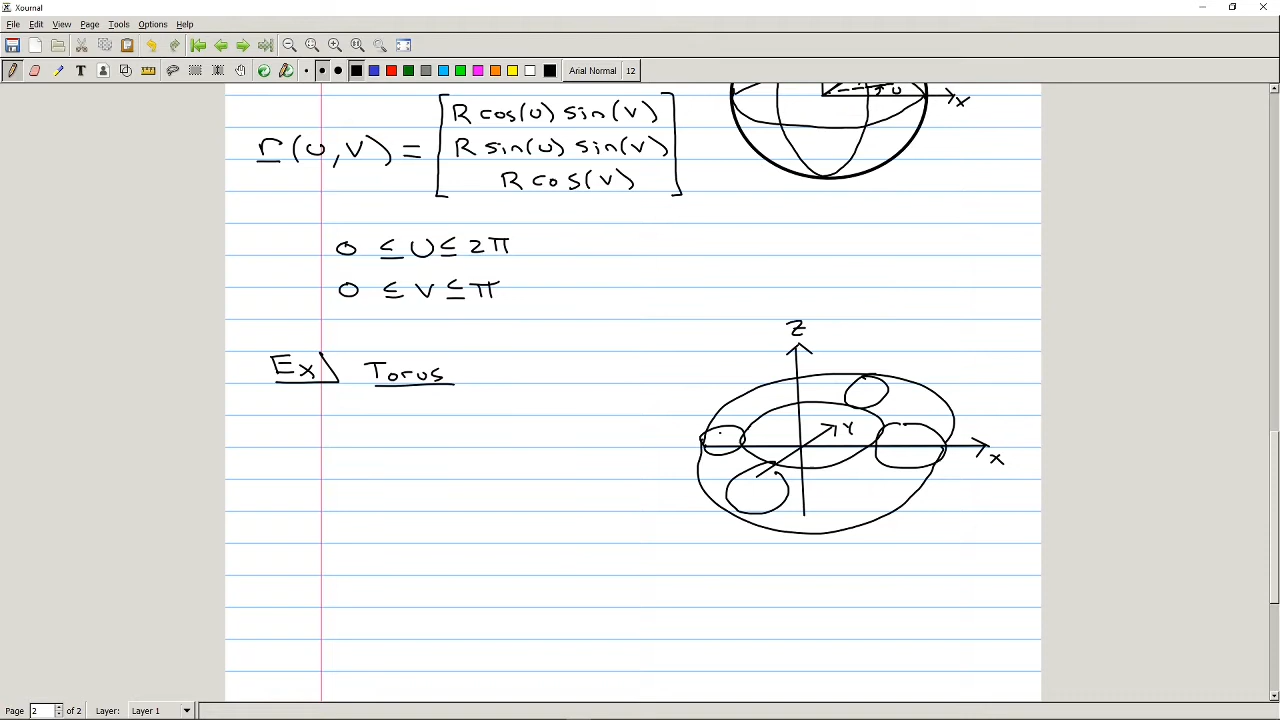 Xournal
File Edit View Page Tools Options Help
Arial Normal 12
U
X
r(u,v) = [R cos(u) sin(v)
R sin(u) sin(v)
R cos(v)]
0 ≤ U ≤ 2π
0 ≤ V ≤ π
Z
Ex Torus
Y
X
Page 2 of 2 Layer: Layer 1